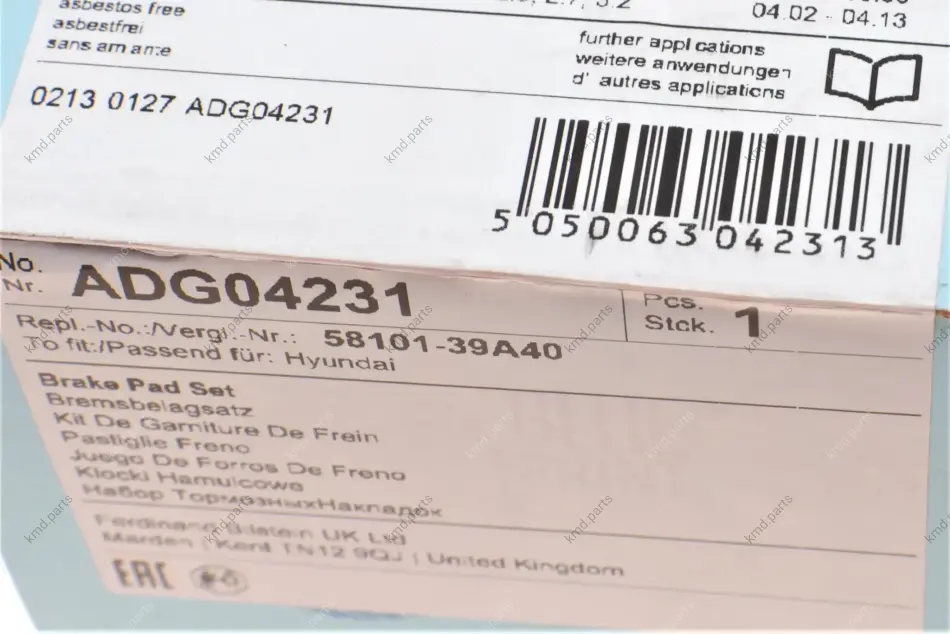 asbestos free
asbestfrei
sans amiante
04.02 - 04.13
further applications
weitere anwendungen
d' autres applications
0213 0127 ADG04231
5 050063 042313
No.
Nr. ADG04231
Pcs.
Stck. 1
Repl.-No.:/Vergl.-Nr.: 58101-39A40
To fit:/Passend für: Hyundai
Brake Pad Set
Bremsbelagsatz
Kit De Garniture De Frein
Pastiglie Freno
Juego De Forros De Freno
Klocki Hamulcowe
Набор ТормозныхНакладок
Ferdinand Bilstein UK Ltd
Marden | Kent TN12 9QJ | United Kingdom
EAC
kmd.parts